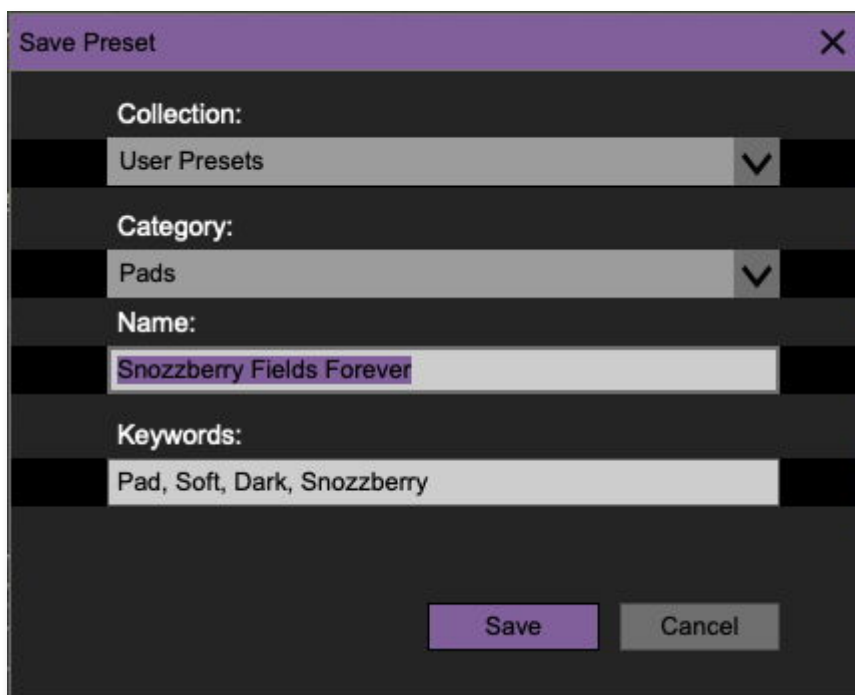 Save Preset
Collection:
User Presets
Category:
Pads
Name:
Snozzberry Fields Forever
Keywords:
Pad, Soft, Dark, Snozzberry
Save Cancel